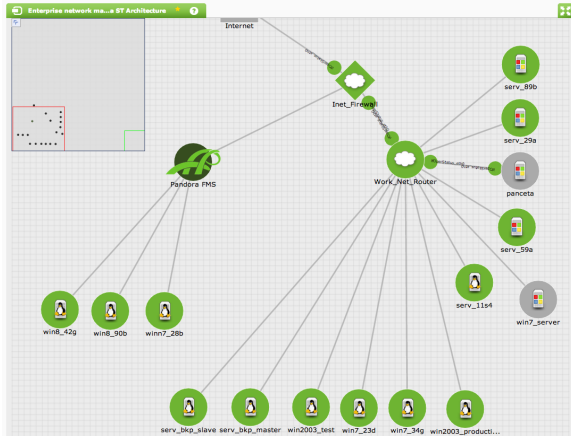 Enterprise network ma...a ST Architecture
?
Internet
Inet_Firewall
serv_89b
serv_29a
Pandora FMS
Work_Net_Router
panceta
serv_59a
serv_11s4
win7_server
win8_42g
win8_90b
winn7_28b
serv_bkp_slave
serv_bkp_master
win2003_test
win7_23d
win7_34g
win2003_producti...